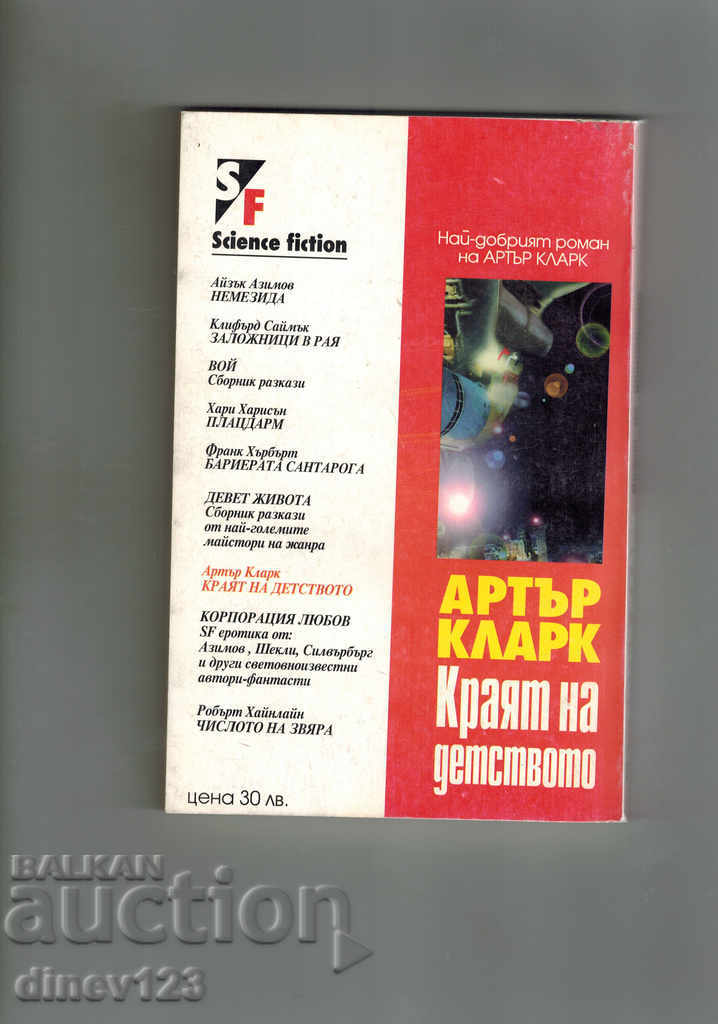 SF
Science fiction
Айзък Азимов
НЕМЕЗИДА
Клифърд Саймък
ЗАЛОЖНИЦИ В РАЯ
ВОЙ
Сборник разкази
Хари Харисън
ПЛАЦДАРМ
Франк Хърбърт
БАРИЕРАТА САНТАРОГА
ДЕВЕТ ЖИВОТА
Сборник разкази
от най-големите
майстори на жанра
Артър Кларк
КРАЯТ НА ДЕТСТВОТО
КОРПОРАЦИЯ ЛЮБОВ
SF еротика от:
Азимов , Шекли, Силвърбърг
и други световноизвестни
автори-фантасти
Робърт Хайнлайн
ЧИСЛОТО НА ЗВЯРА
цена 30 лв.
Най-добрият роман
на АРТЪР КЛАРК
АРТЪР
КЛАРК
Краят на
детството
BALKAN
auction
dinev123